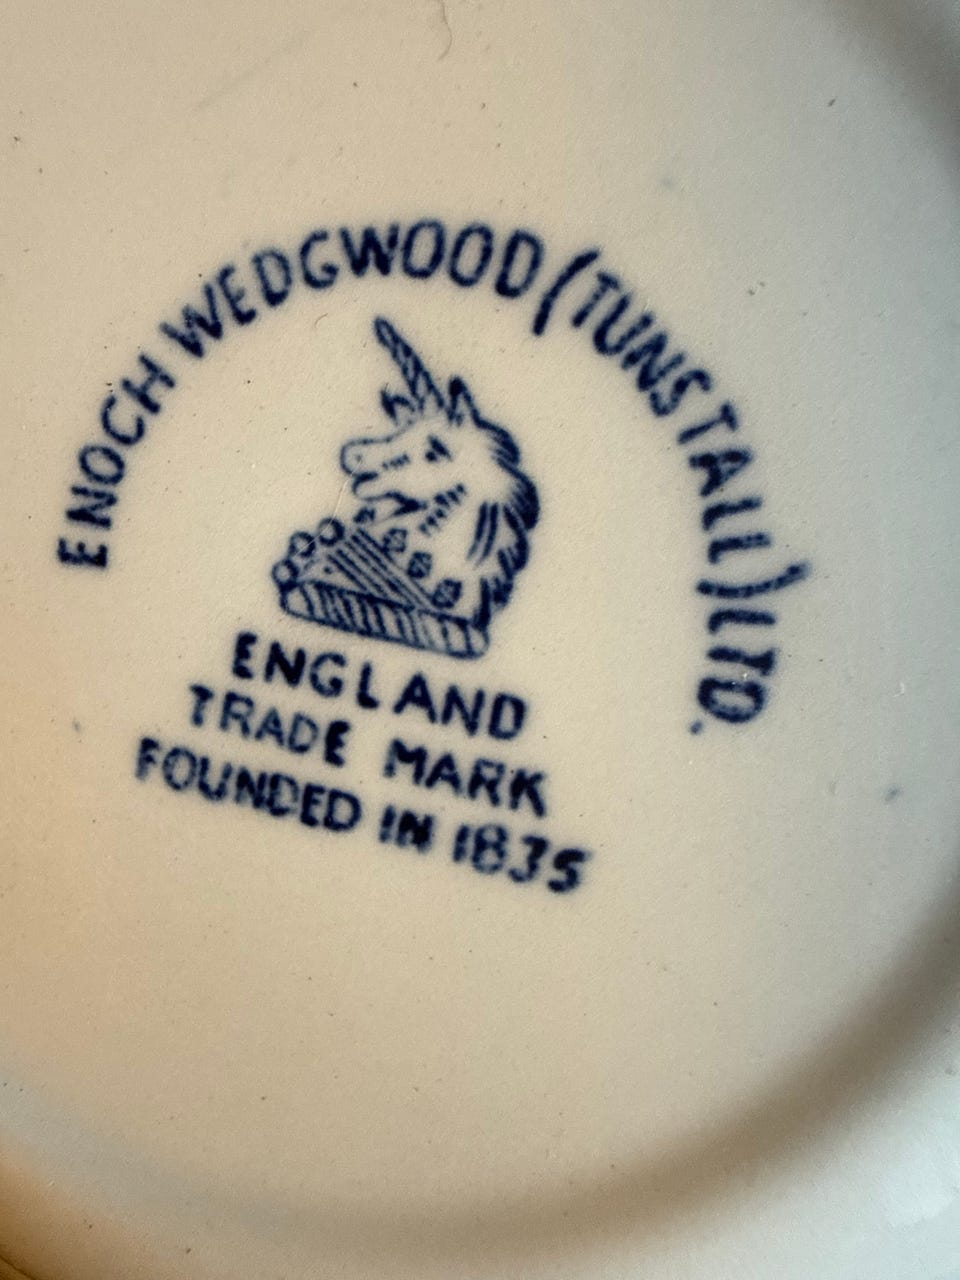 ENOCH WEDGWOOD (TUNSTALL) LTD.
ENGLAND
TRADE MARK
FOUNDED IN 1835